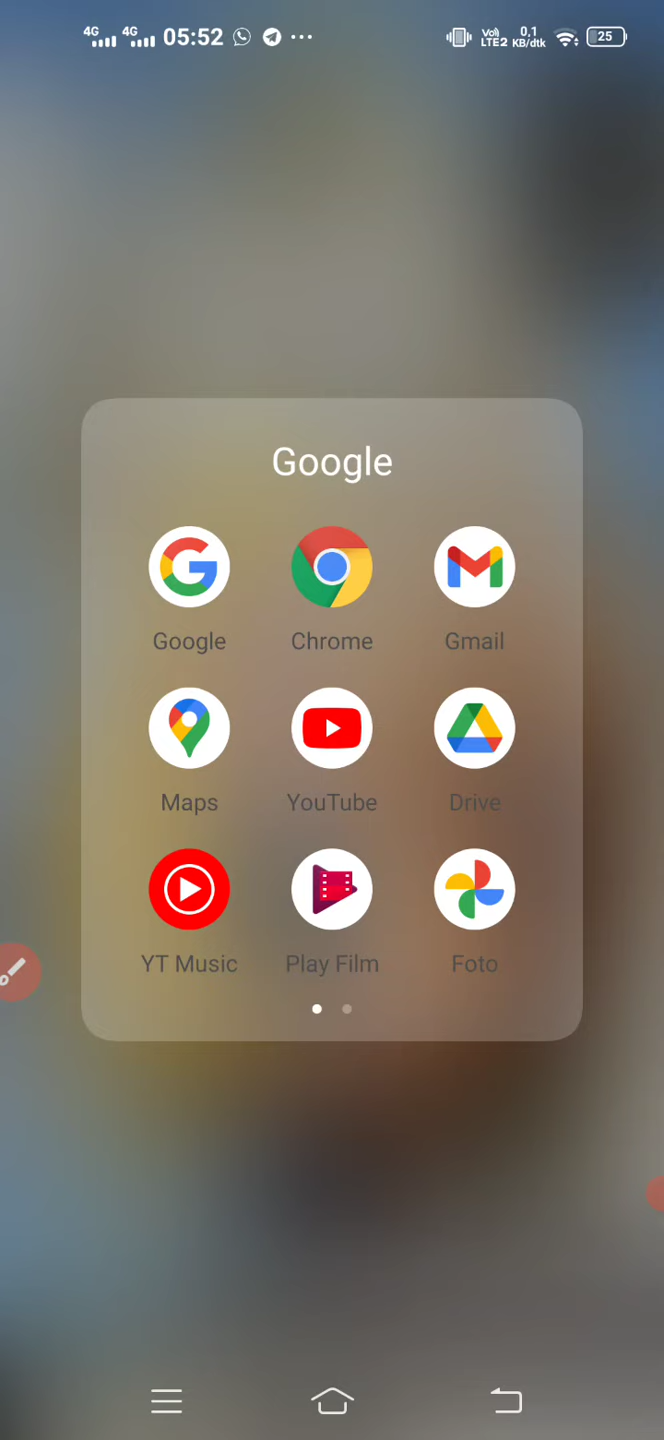 4G 4G 05:52 Vo) LTE2 0,1 KB/dtk 25
Google
Google Chrome Gmail
Maps YouTube Drive
YT Music Play Film Foto